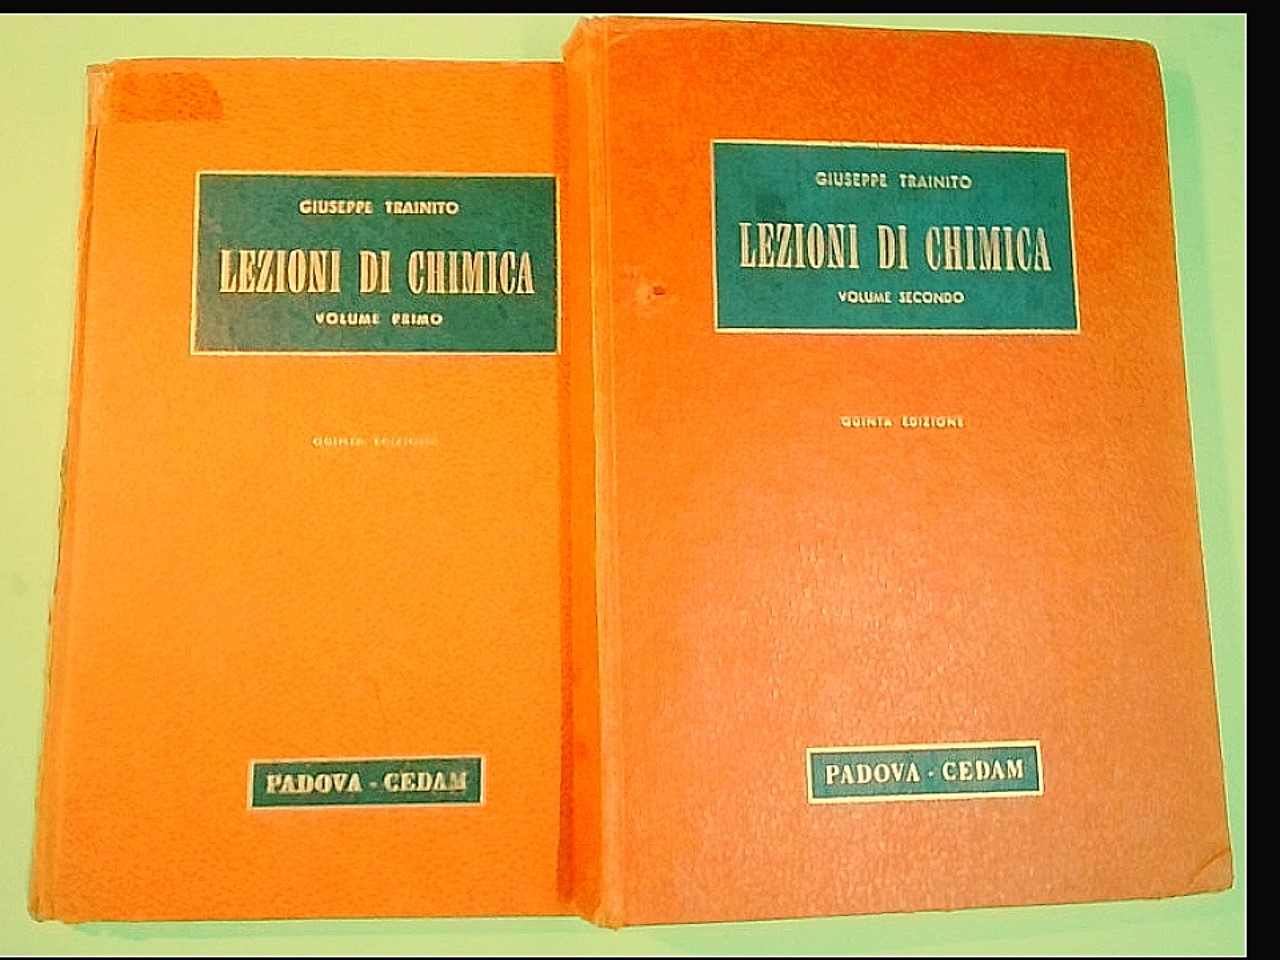 GIUSEPPE TRAINITO
LEZIONI DI CHIMICA
VOLUME PRIMO
QUINTA EDIZIONE
PADOVA - CEDAM
GIUSEPPE TRAINITO
LEZIONI DI CHIMICA
VOLUME SECONDO
QUINTA EDIZIONE
PADOVA - CEDAM